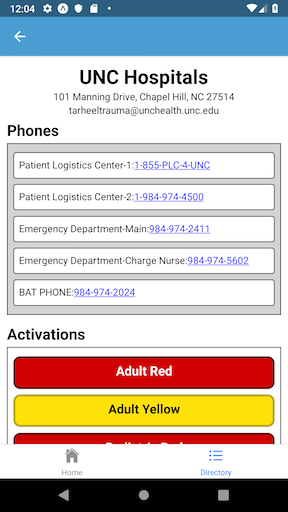 12:04
UNC Hospitals
101 Manning Drive, Chapel Hill, NC 27514
tarheeltrauma@unchealth.unc.edu
Phones
Patient Logistics Center-1:1-855-PLC-4-UNC
Patient Logistics Center-2:1-984-974-4500
Emergency Department-Main:984-974-2411
Emergency Department-Charge Nurse:984-974-5602
BAT PHONE:984-974-2024
Activations
Adult Red
Adult Yellow
Home
Directory